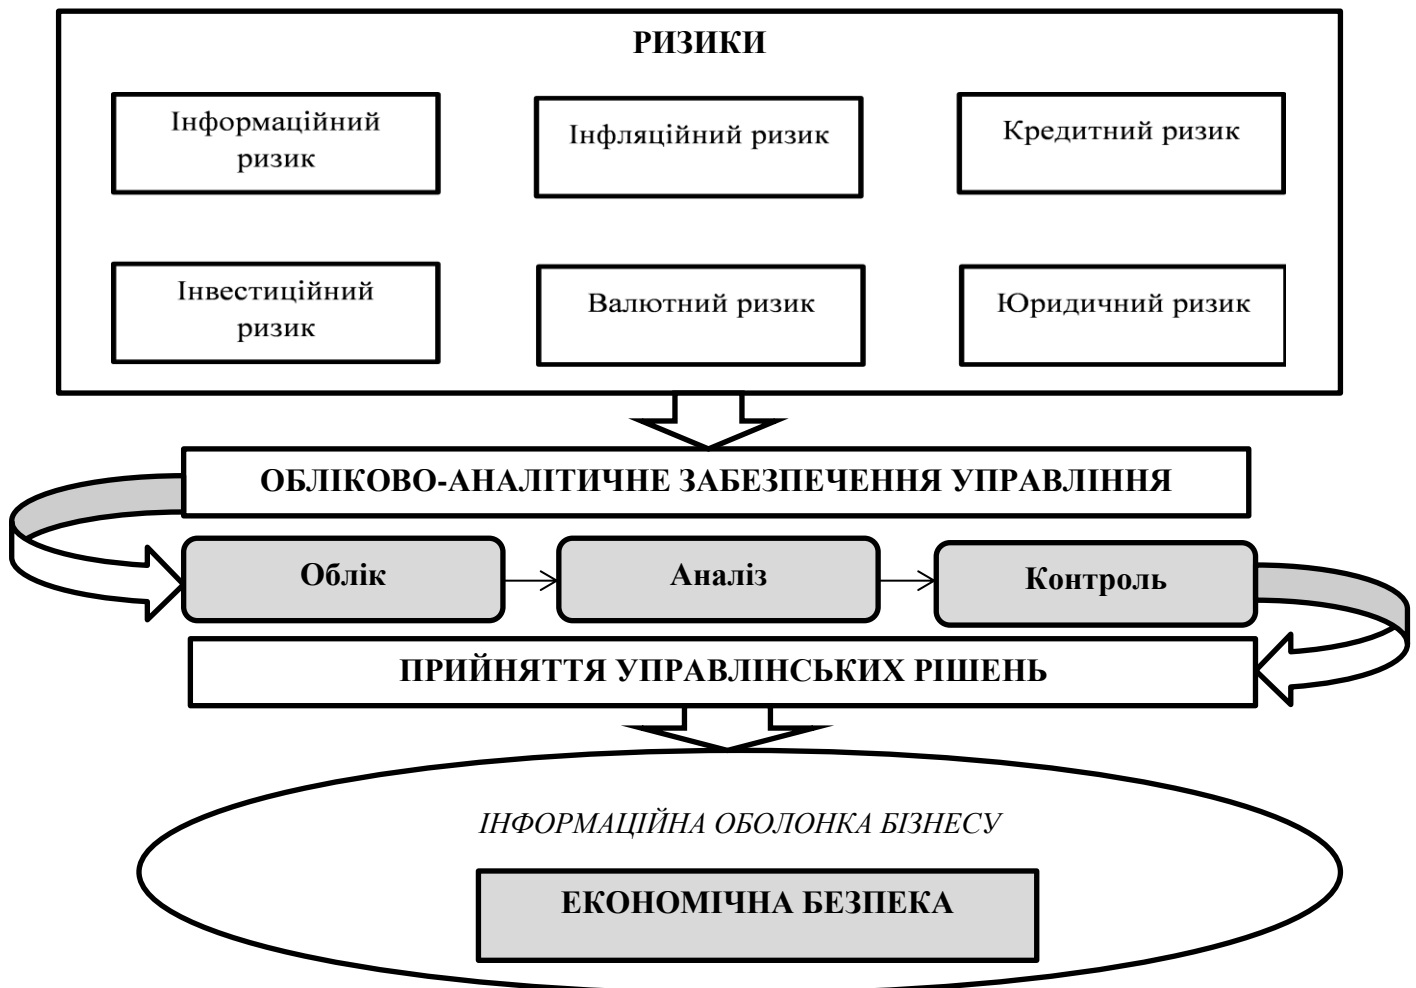 РИЗИКИ
Інформаційний
ризик
Інфляційний ризик
Кредитний ризик
Інвестиційний
ризик
Валютний ризик
Юридичний ризик
ОБЛІКОВО-АНАЛІТИЧНЕ ЗАБЕЗПЕЧЕННЯ УПРАВЛІННЯ
Облік
Аналіз
Контроль
ПРИЙНЯТТЯ УПРАВЛІНСЬКИХ РІШЕНЬ
ІНФОРМАЦІЙНА ОБОЛОНКА БІЗНЕСУ
ЕКОНОМІЧНА БЕЗПЕКА